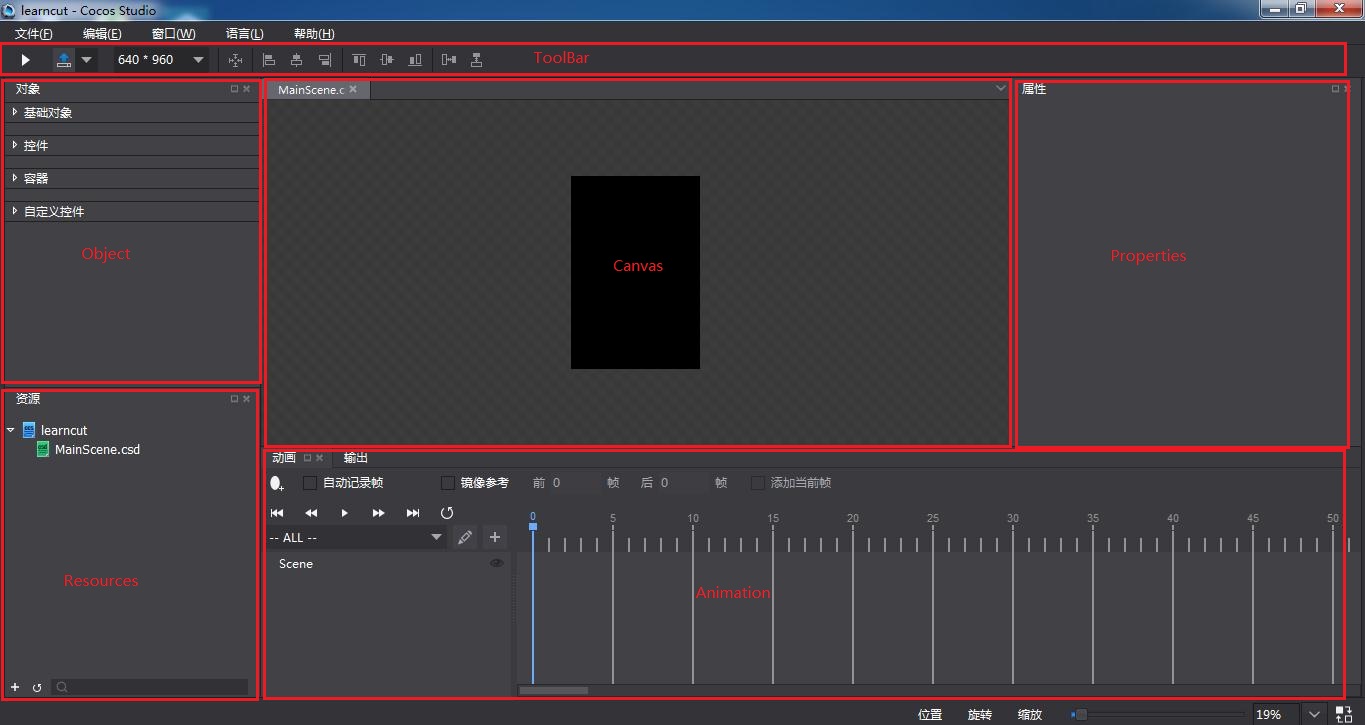 learncut - Cocos Studio
文件(F) 编辑(E) 窗口(W) 语言(L) 帮助(H)
640 * 960 ToolBar
对象
基础对象
控件
容器
自定义控件
Object
MainScene.c
Canvas
属性
Properties
资源
learncut
MainScene.csd
Resources
动画 输出
自动记录帧 镜像参考 前 0 帧 后 0 帧 添加当前帧
0 5 10 15 20 25 30 35 40 45 50
-- ALL --
Scene
Animation
位置 旋转 缩放 19%